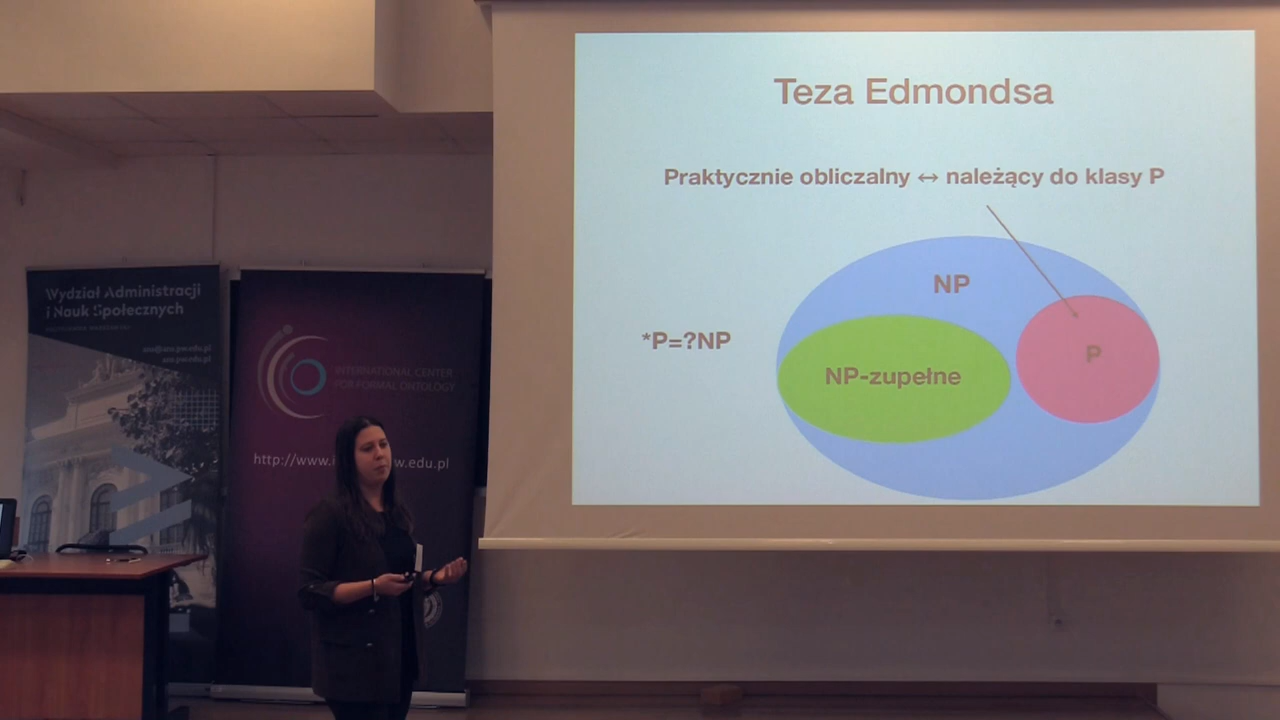 Teza Edmondsa
Praktycznie obliczalny ↔ należący do klasy P
NP
*P=?NP
P
NP-zupełne
Wydział Administracji
i Nauk Społecznych
INTERNATIONAL CENTER
FOR FORMAL ONTOLOGY
http://www.i
w.edu.pl